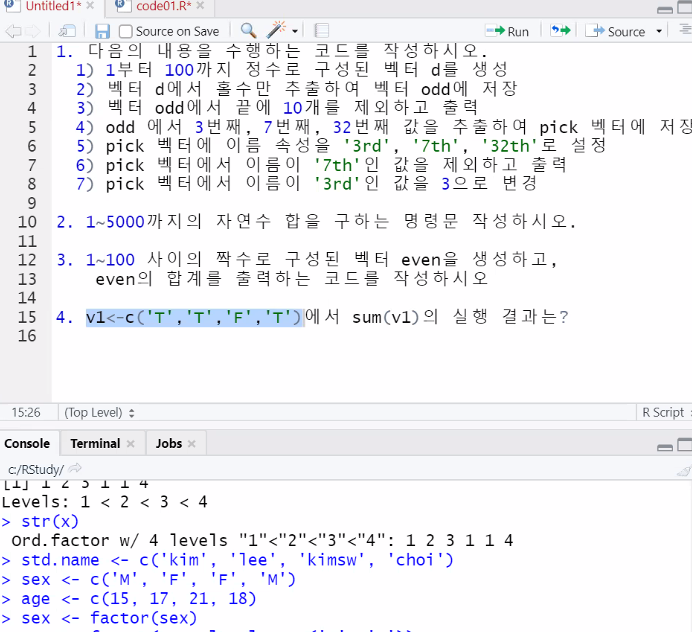 Untitled1*
code01.R*
Source on Save
Run
Source
1 1. 다음의 내용을 수행하는 코드를 작성하시오.
2 1) 1부터 100까지 정수로 구성된 벡터 d를 생성
3 2) 벡터 d에서 홀수만 추출하여 벡터 odd에 저장
4 3) 벡터 odd에서 끝에 10개를 제외하고 출력
5 4) odd 에서 3번째, 7번째, 32번째 값을 추출하여 pick 벡터에 저장
6 5) pick 벡터에 이름 속성을 '3rd', '7th', '32th'로 설정
7 6) pick 벡터에서 이름이 '7th'인 값을 제외하고 출력
8 7) pick 벡터에서 이름이 '3rd'인 값을 3으로 변경
9
10 2. 1~5000까지의 자연수 합을 구하는 명령문 작성하시오.
11
12 3. 1~100 사이의 짝수로 구성된 벡터 even을 생성하고,
13 even의 합계를 출력하는 코드를 작성하시오
14
15 4. v1<-c('T','T','F','T')에서 sum(v1)의 실행 결과는?
16
15:26 (Top Level) R Script
Console Terminal Jobs
c:/RStudy/
[1] 1 2 3 1 1 4
Levels: 1 < 2 < 3 < 4
> str(x)
Ord.factor w/ 4 levels "1"<"2"<"3"<"4": 1 2 3 1 1 4
> std.name <- c('kim', 'lee', 'kimsw', 'choi')
> sex <- c('M', 'F', 'F', 'M')
> age <- c(15, 17, 21, 18)
> sex <- factor(sex)